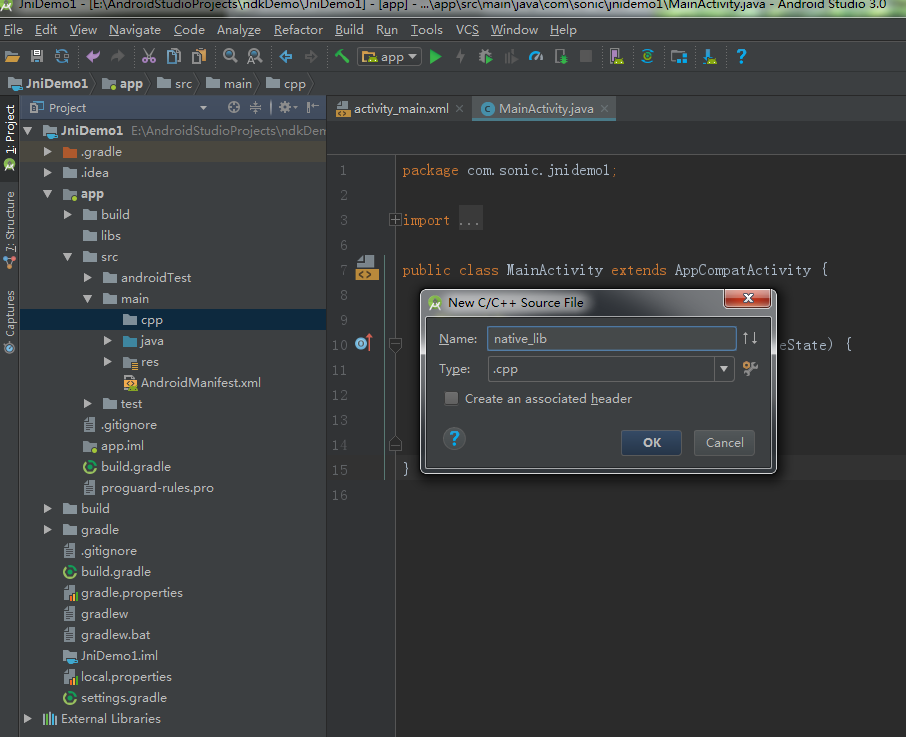 JniDemo1 - [E:\AndroidStudioProjects\ndkDemo\JniDemo1] - [app] - ...\app\src\main\java\com\sonic\jnidemo1\MainActivity.java - Android Studio 3.0
File Edit View Navigate Code Analyze Refactor Build Run Tools VCS Window Help
app
JniDemo1 app src main cpp
1: Project
7: Structure
Captures
Project
JniDemo1 E:\AndroidStudioProjects\ndkDem
.gradle
.idea
app
build
libs
src
androidTest
main
cpp
java
res
AndroidManifest.xml
test
.gitignore
app.iml
build.gradle
proguard-rules.pro
build
gradle
.gitignore
build.gradle
gradle.properties
gradlew
gradlew.bat
JniDemo1.iml
local.properties
settings.gradle
External Libraries
activity_main.xml MainActivity.java
1 package com.sonic.jnidemo1;
2
3 import ...
6
7 public class MainActivity extends AppCompatActivity {
8
9
10 eState) {
11
12
13
14
15 }
16
New C/C++ Source File
Name: native_lib
Type: .cpp
Create an associated header
? OK Cancel